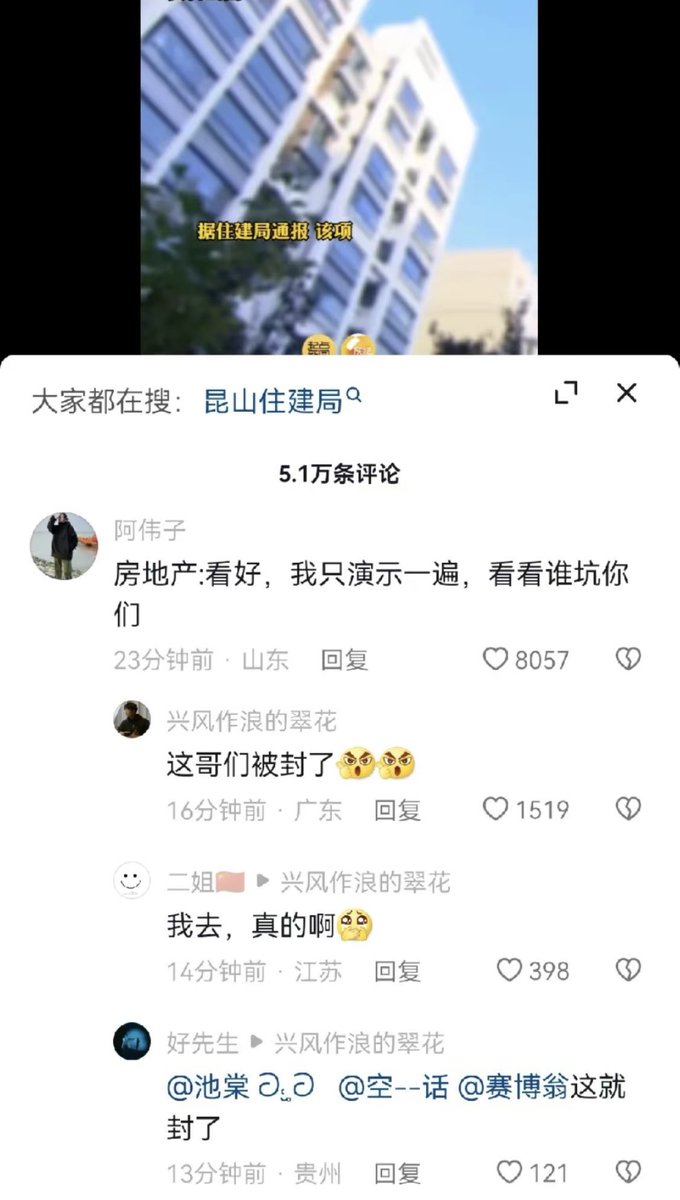 据住建局通报 该项
大家都在搜： 昆山住建局
5.1万条评论
阿伟子
房地产:看好，我只演示一遍，看看谁坑你
们
23分钟前 · 山东 回复 8057
兴风作浪的翠花
这哥们被封了
16分钟前 · 广东 回复 1519
二姐🇨🇳 ▶ 兴风作浪的翠花
我去，真的啊
14分钟前 · 江苏 回复 398
好先生 ▶ 兴风作浪的翠花
@池棠 @空--话 @赛博翁这就
封了
13分钟前 · 贵州 回复 121